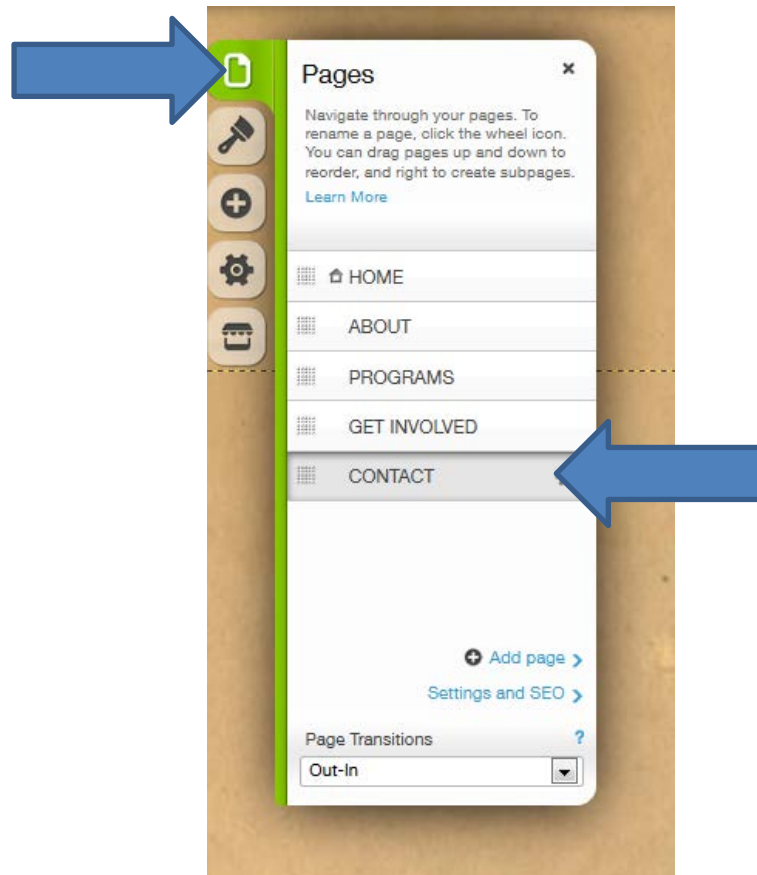 Pages
Navigate through your pages. To
rename a page, click the wheel icon.
You can drag pages up and down to
reorder, and right to create subpages.
Learn More
HOME
ABOUT
PROGRAMS
GET INVOLVED
CONTACT
Add page
Settings and SEO
Page Transitions ?
Out-In